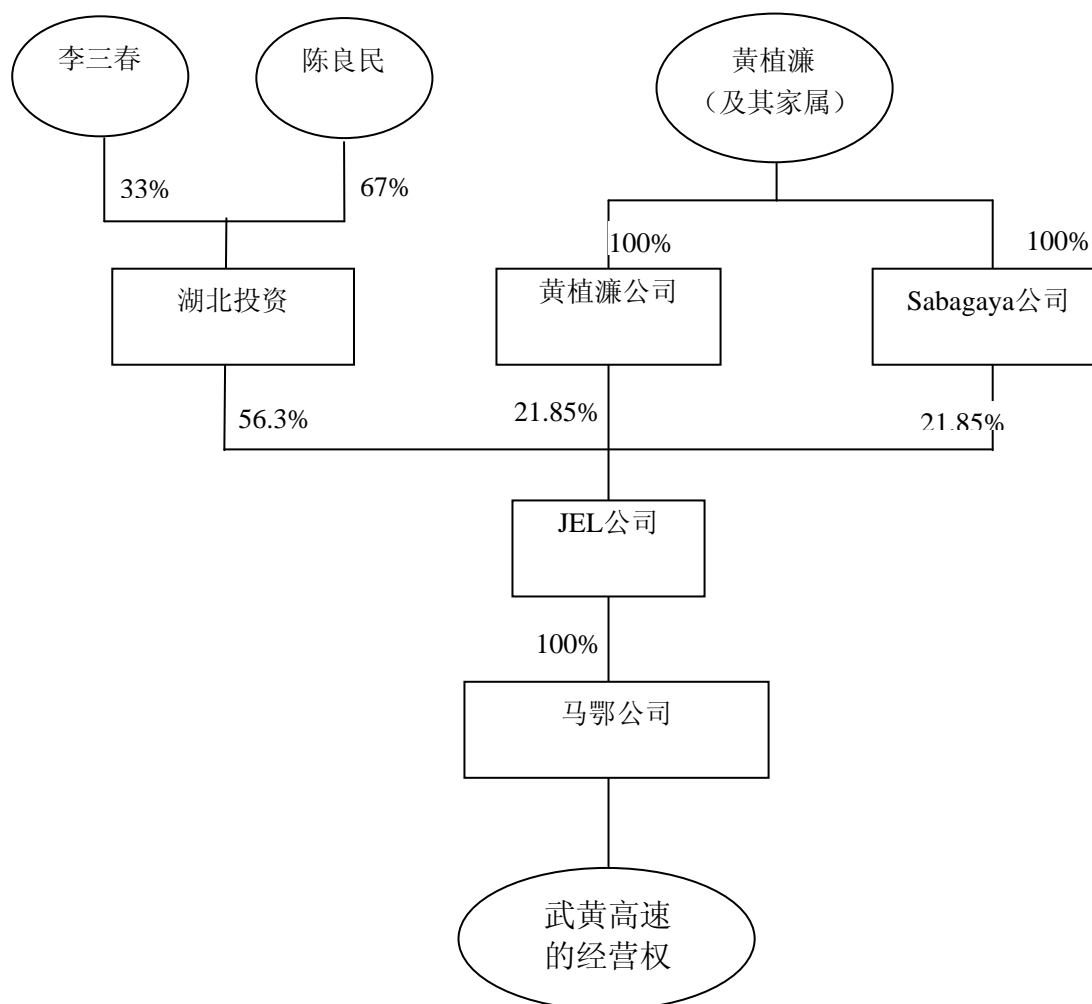 李三春
陈良民
黄植濂
（及其家属）
33%
67%
100%
100%
湖北投资
黄植濂公司
Sabagaya公司
56.3%
21.85%
21.85%
JEL公司
100%
马鄂公司
武黄高速
的经营权